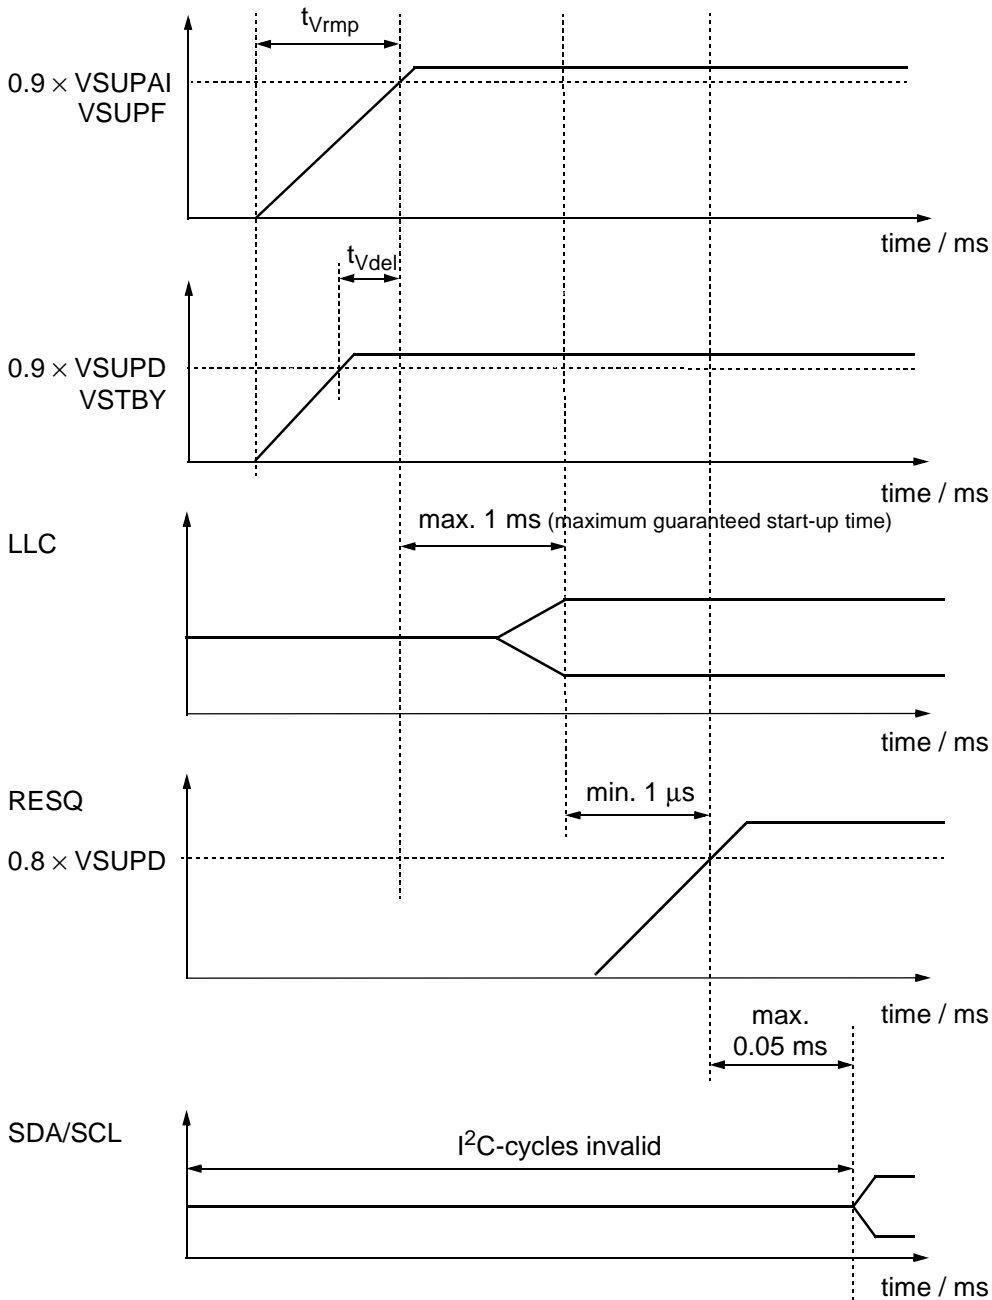 tVrmp
0.9 × VSUPAI
VSUPF
time / ms
tVdel
0.9 × VSUPD
VSTBY
time / ms
max. 1 ms (maximum guaranteed start-up time)
LLC
time / ms
RESQ
min. 1 μs
0.8 × VSUPD
time / ms
max.
0.05 ms
SDA/SCL
I²C-cycles invalid
time / ms